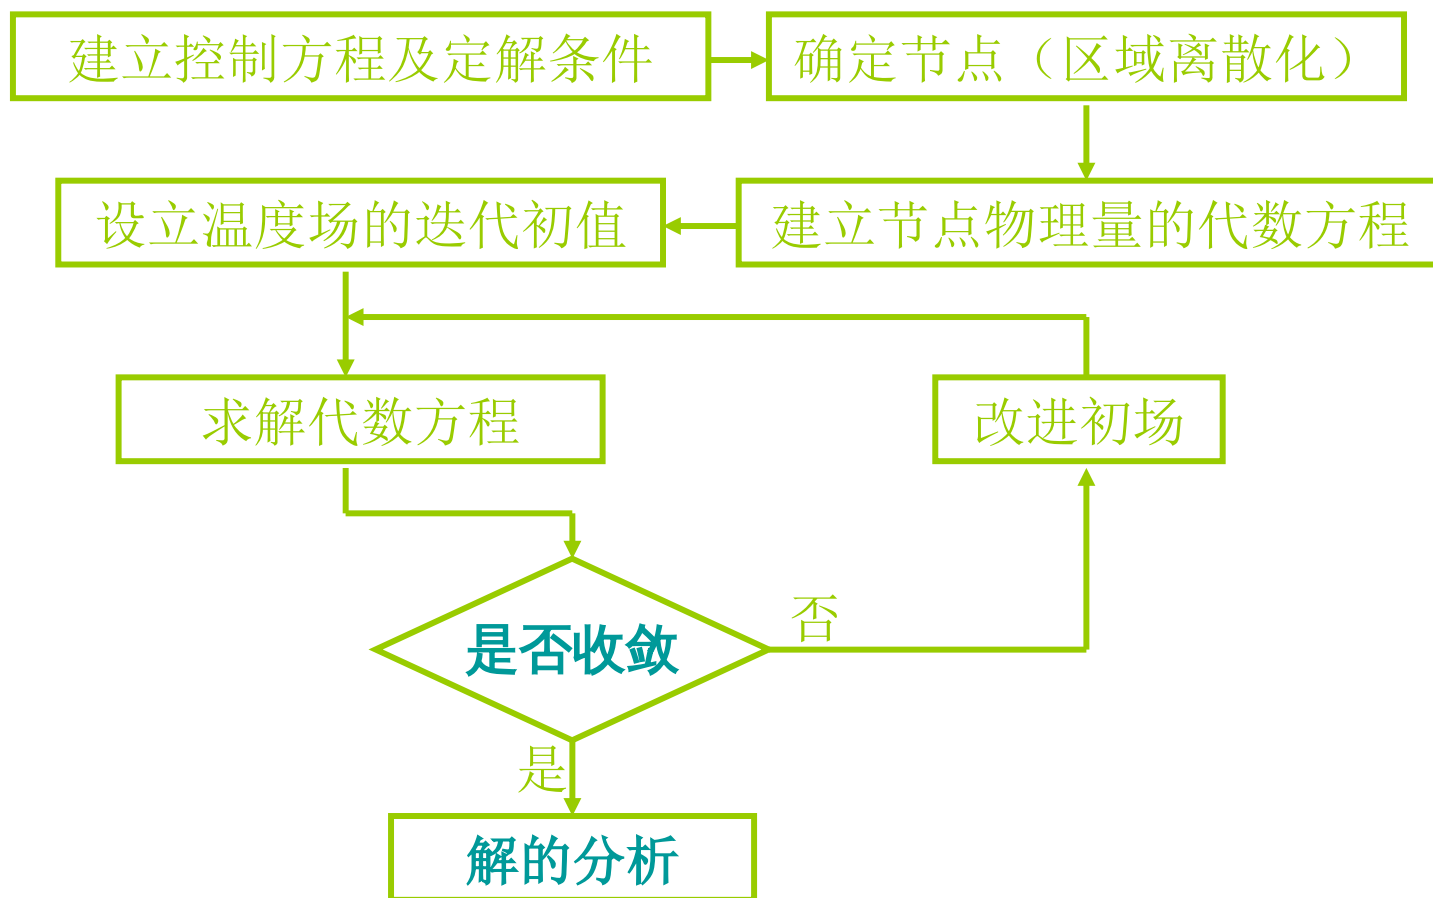 建立控制方程及定解条件
确定节点（区域离散化）
设立温度场的迭代初值
建立节点物理量的代数方程
求解代数方程
改进初场
是否收敛
否
是
解的分析